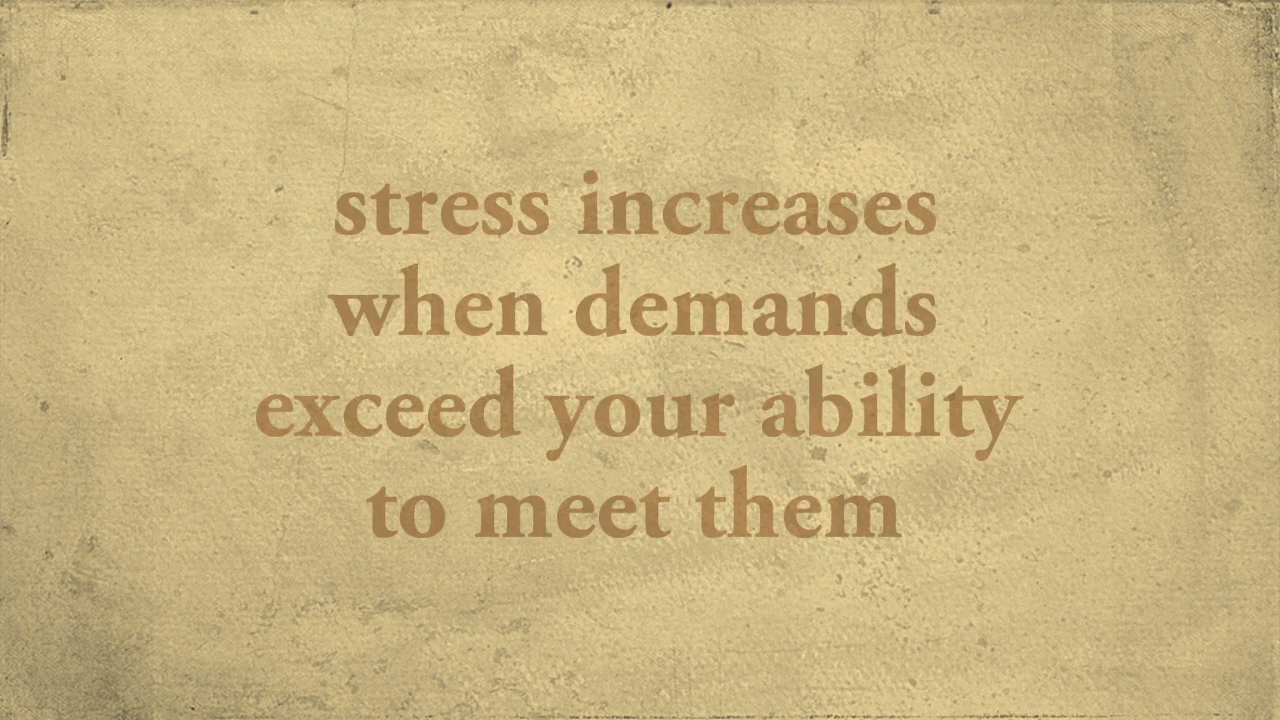 stress increases
when demands
exceed your ability
to meet them